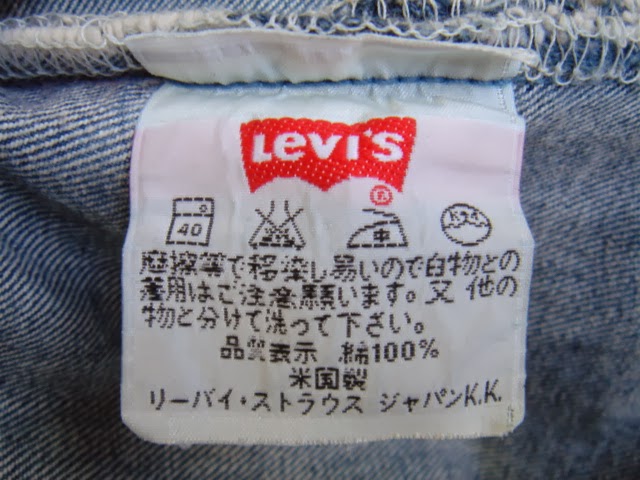 Levi's
®
40 中 ドライ
摩擦等で移染し易いので白物との
着用はご注意願います。又 他の
物と分けて洗って下さい。
品質表示 綿100%
米国製
リーバイ・ストラウス ジャパンK.K.